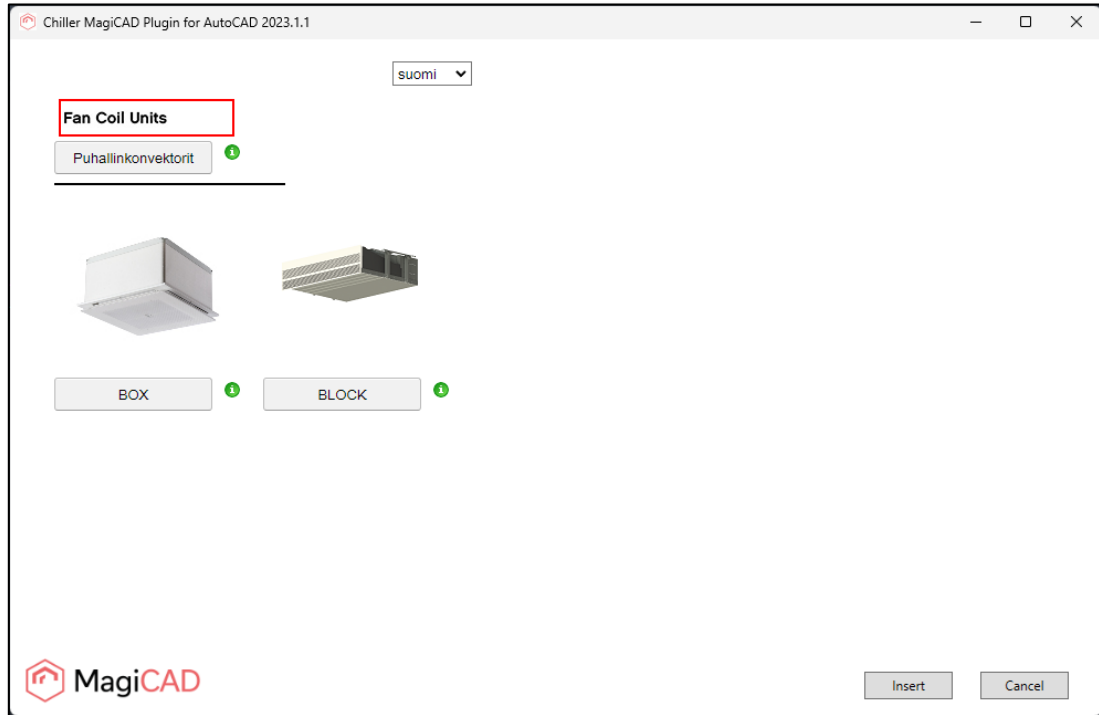 Chiller MagiCAD Plugin for AutoCAD 2023.1.1
suomi
Fan Coil Units
Puhallinkonvektorit
BOX
BLOCK
MagiCAD
Insert
Cancel